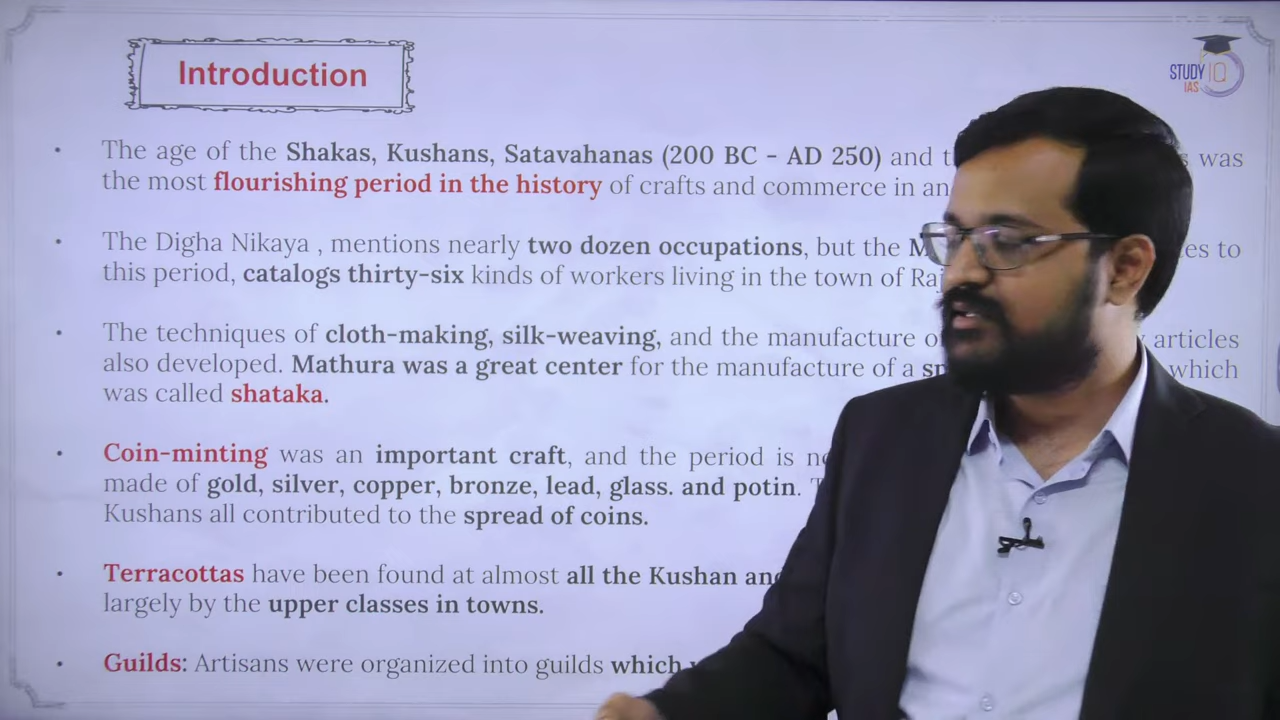 Introduction
STUDY IQ
IAS
• The age of the Shakas, Kushans, Satavahanas (200 BC - AD 250) and was
the most flourishing period in the history of crafts and commerce in
• The Digha Nikaya , mentions nearly two dozen occupations, but the to
this period, catalogs thirty-six kinds of workers living in the town of
• The techniques of cloth-making, silk-weaving, and the manufacture articles
also developed. Mathura was a great center for the manufacture of a which
was called shataka.
• Coin-minting was an important craft, and the period is
made of gold, silver, copper, bronze, lead, glass. and potin.
Kushans all contributed to the spread of coins.
• Terracottas have been found at almost all the Kushan
largely by the upper classes in towns.
• Guilds: Artisans were organized into guilds which